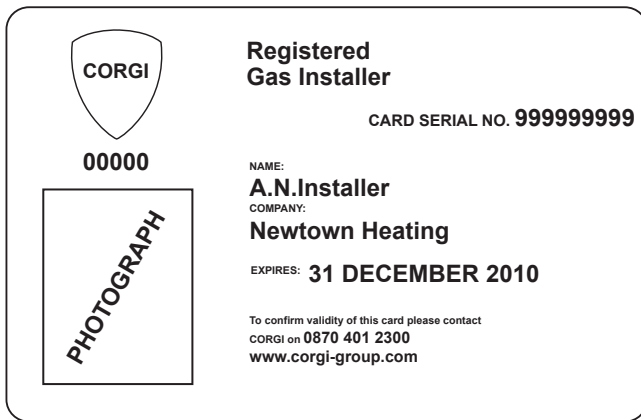 CORGI
00000
PHOTOGRAPH
Registered
Gas Installer
CARD SERIAL NO. 999999999
NAME:
A.N.Installer
COMPANY:
Newtown Heating
EXPIRES: 31 DECEMBER 2010
To confirm validity of this card please contact
CORGI on 0870 401 2300
www.corgi-group.com